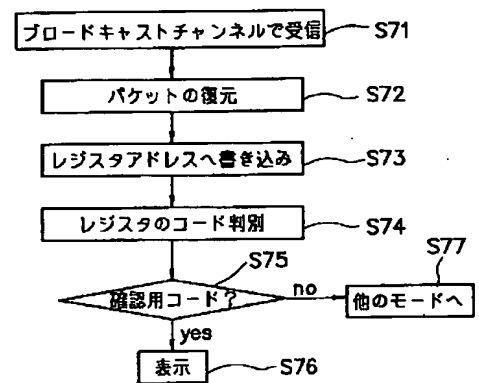 ブロードキャストチャンネルで受信 S71
パケットの復元 S72
レジスタアドレスへ書き込み S73
レジスタのコード判別 S74
S75
S77
確認用コード？ no 他のモードへ
yes
表示 S76